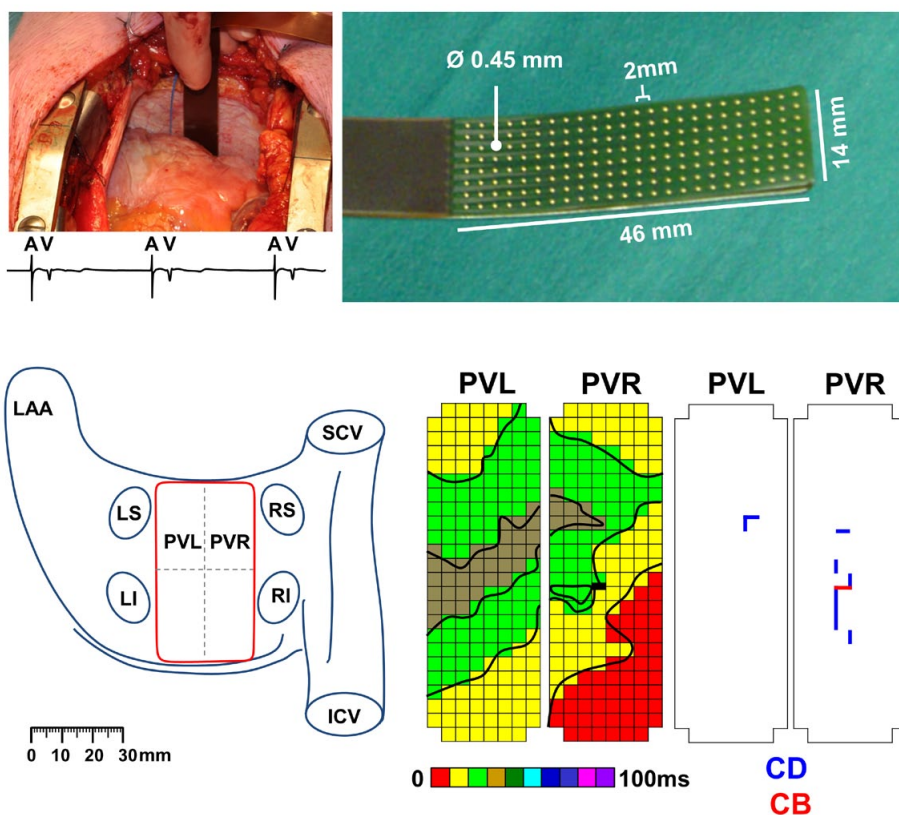 Ø 0.45 mm
2mm
14 mm
46 mm
A V
A V
A V
LAA
SCV
LS
RS
PVL
PVR
LI
RI
ICV
0 10 20 30mm
PVL
PVR
PVL
PVR
0
100ms
CD
CB